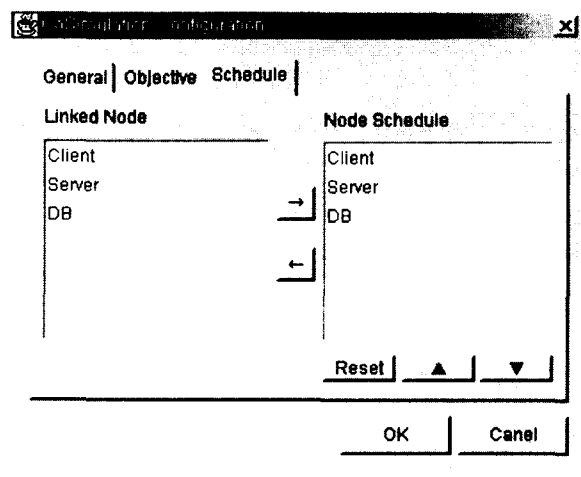 General Objective Schedule
Linked Node
Node Schedule
Client
Server
DB
→
←
Client
Server
DB
Reset ▲ ▼
OK Canel